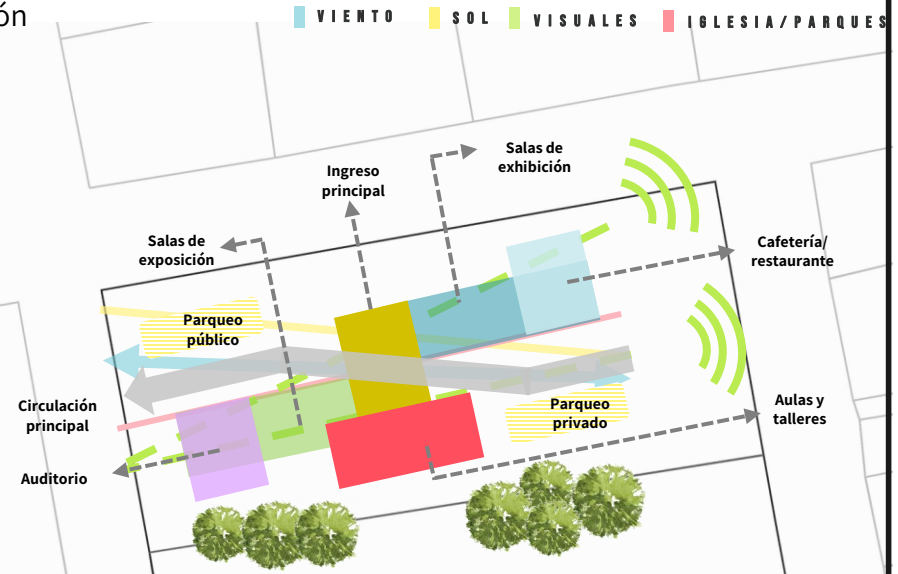 ón
VIENTO SOL VISUALES IGLESIA/PARQUES
Salas de
exhibición
Ingreso
principal
Salas de
exposición
Cafetería/
restaurante
Parqueo
público
Circulación
principal
Parqueo
privado
Aulas y
talleres
Auditorio